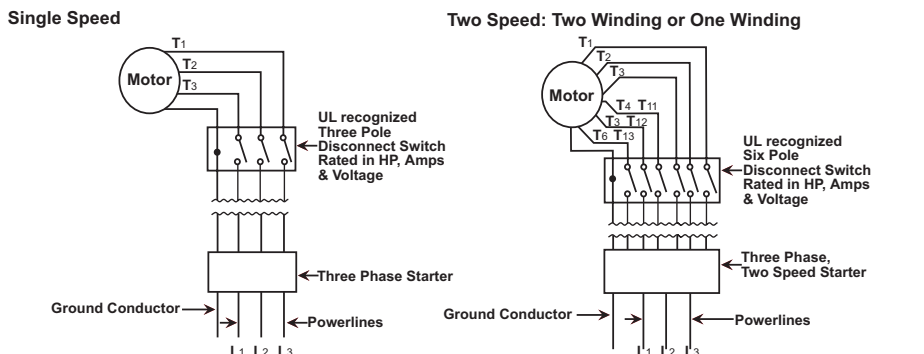 Single Speed
Two Speed: Two Winding or One Winding
T1
T2
T3
Motor
UL recognized
Three Pole
Disconnect Switch
Rated in HP, Amps
& Voltage
Three Phase Starter
Ground Conductor
Powerlines
L1 L2 L3
T1
T2
T3
Motor
T4 T11
T3 T12
T6 T13
UL recognized
Six Pole
Disconnect Switch
Rated in HP, Amps
& Voltage
Three Phase,
Two Speed Starter
Ground Conductor
Powerlines
L1 L2 L3